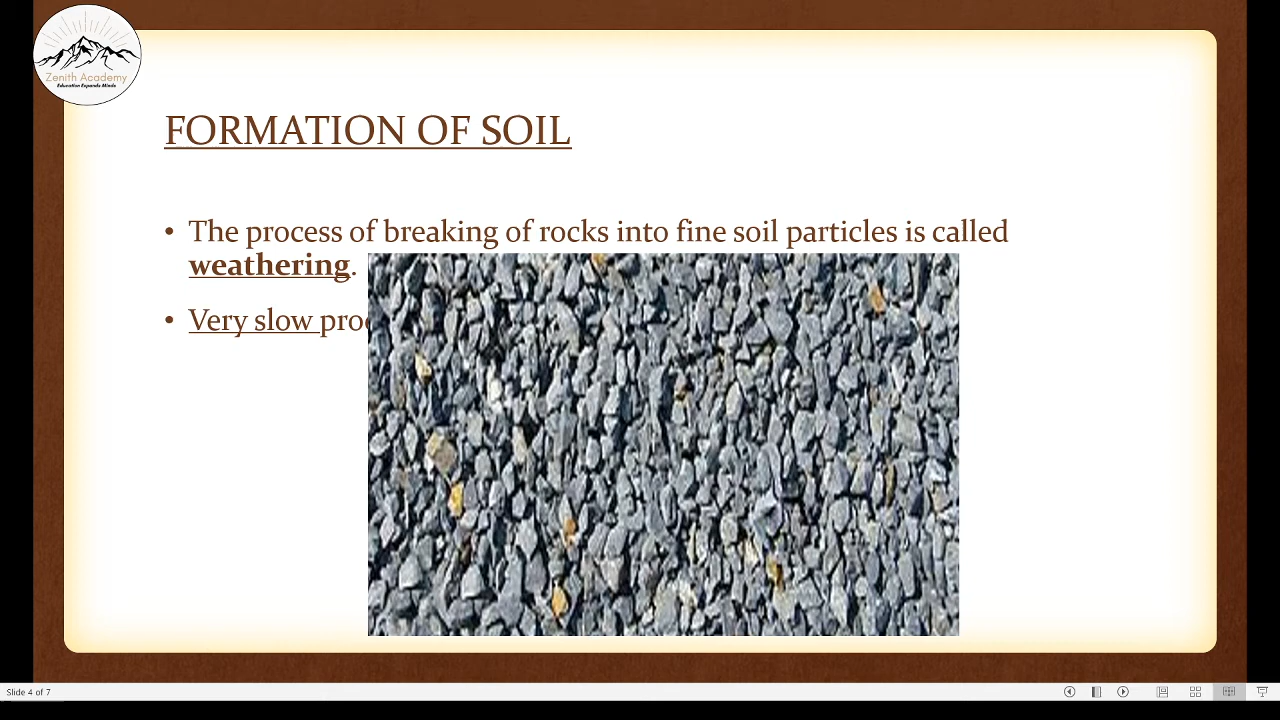 Zenith Academy
Education Expands Minds
FORMATION OF SOIL
• The process of breaking of rocks into fine soil particles is called
weathering.
• Very slow
Slide 4 of 7